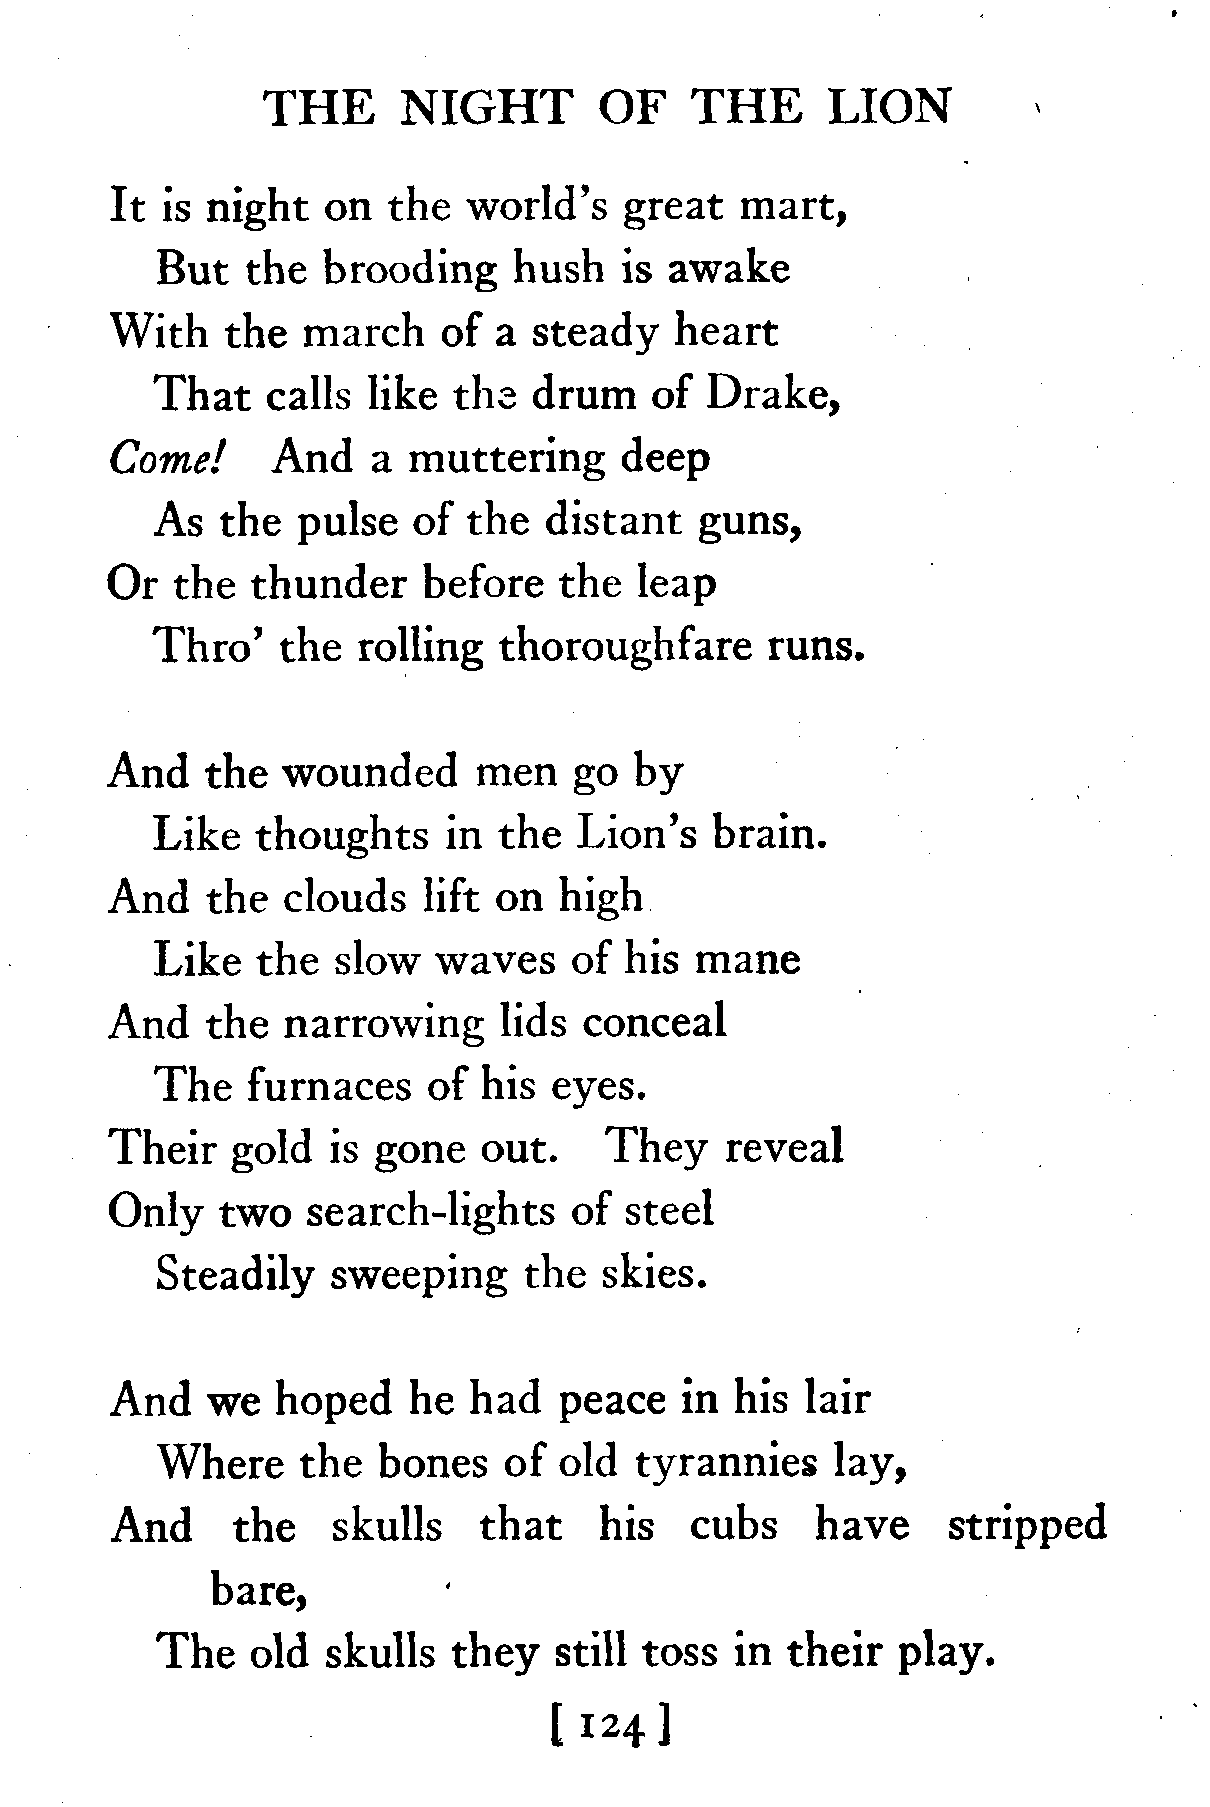 THE NIGHT OF THE LION
It is night on the world's great mart,
But the brooding hush is awake
With the march of a steady heart
That calls like the drum of Drake,
Come! And a muttering deep
As the pulse of the distant guns,
Or the thunder before the leap
Thro' the rolling thoroughfare runs.
And the wounded men go by
Like thoughts in the Lion's brain.
And the clouds lift on high
Like the slow waves of his mane
And the narrowing lids conceal
The furnaces of his eyes.
Their gold is gone out. They reveal
Only two search-lights of steel
Steadily sweeping the skies.
And we hoped he had peace in his lair
Where the bones of old tyrannies lay,
And the skulls that his cubs have stripped
bare,
The old skulls they still toss in their play.
[ 124 ]